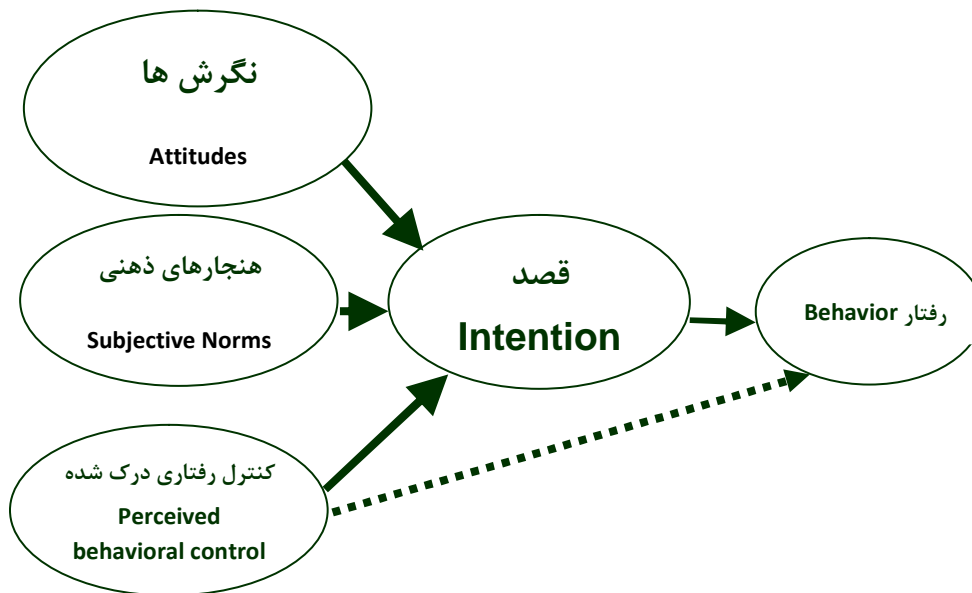 نگرش ها
Attitudes
هنجارهای ذهنی
Subjective Norms
کنترل رفتاری درک شده
Perceived
behavioral control
قصد
Intention
رفتار Behavior